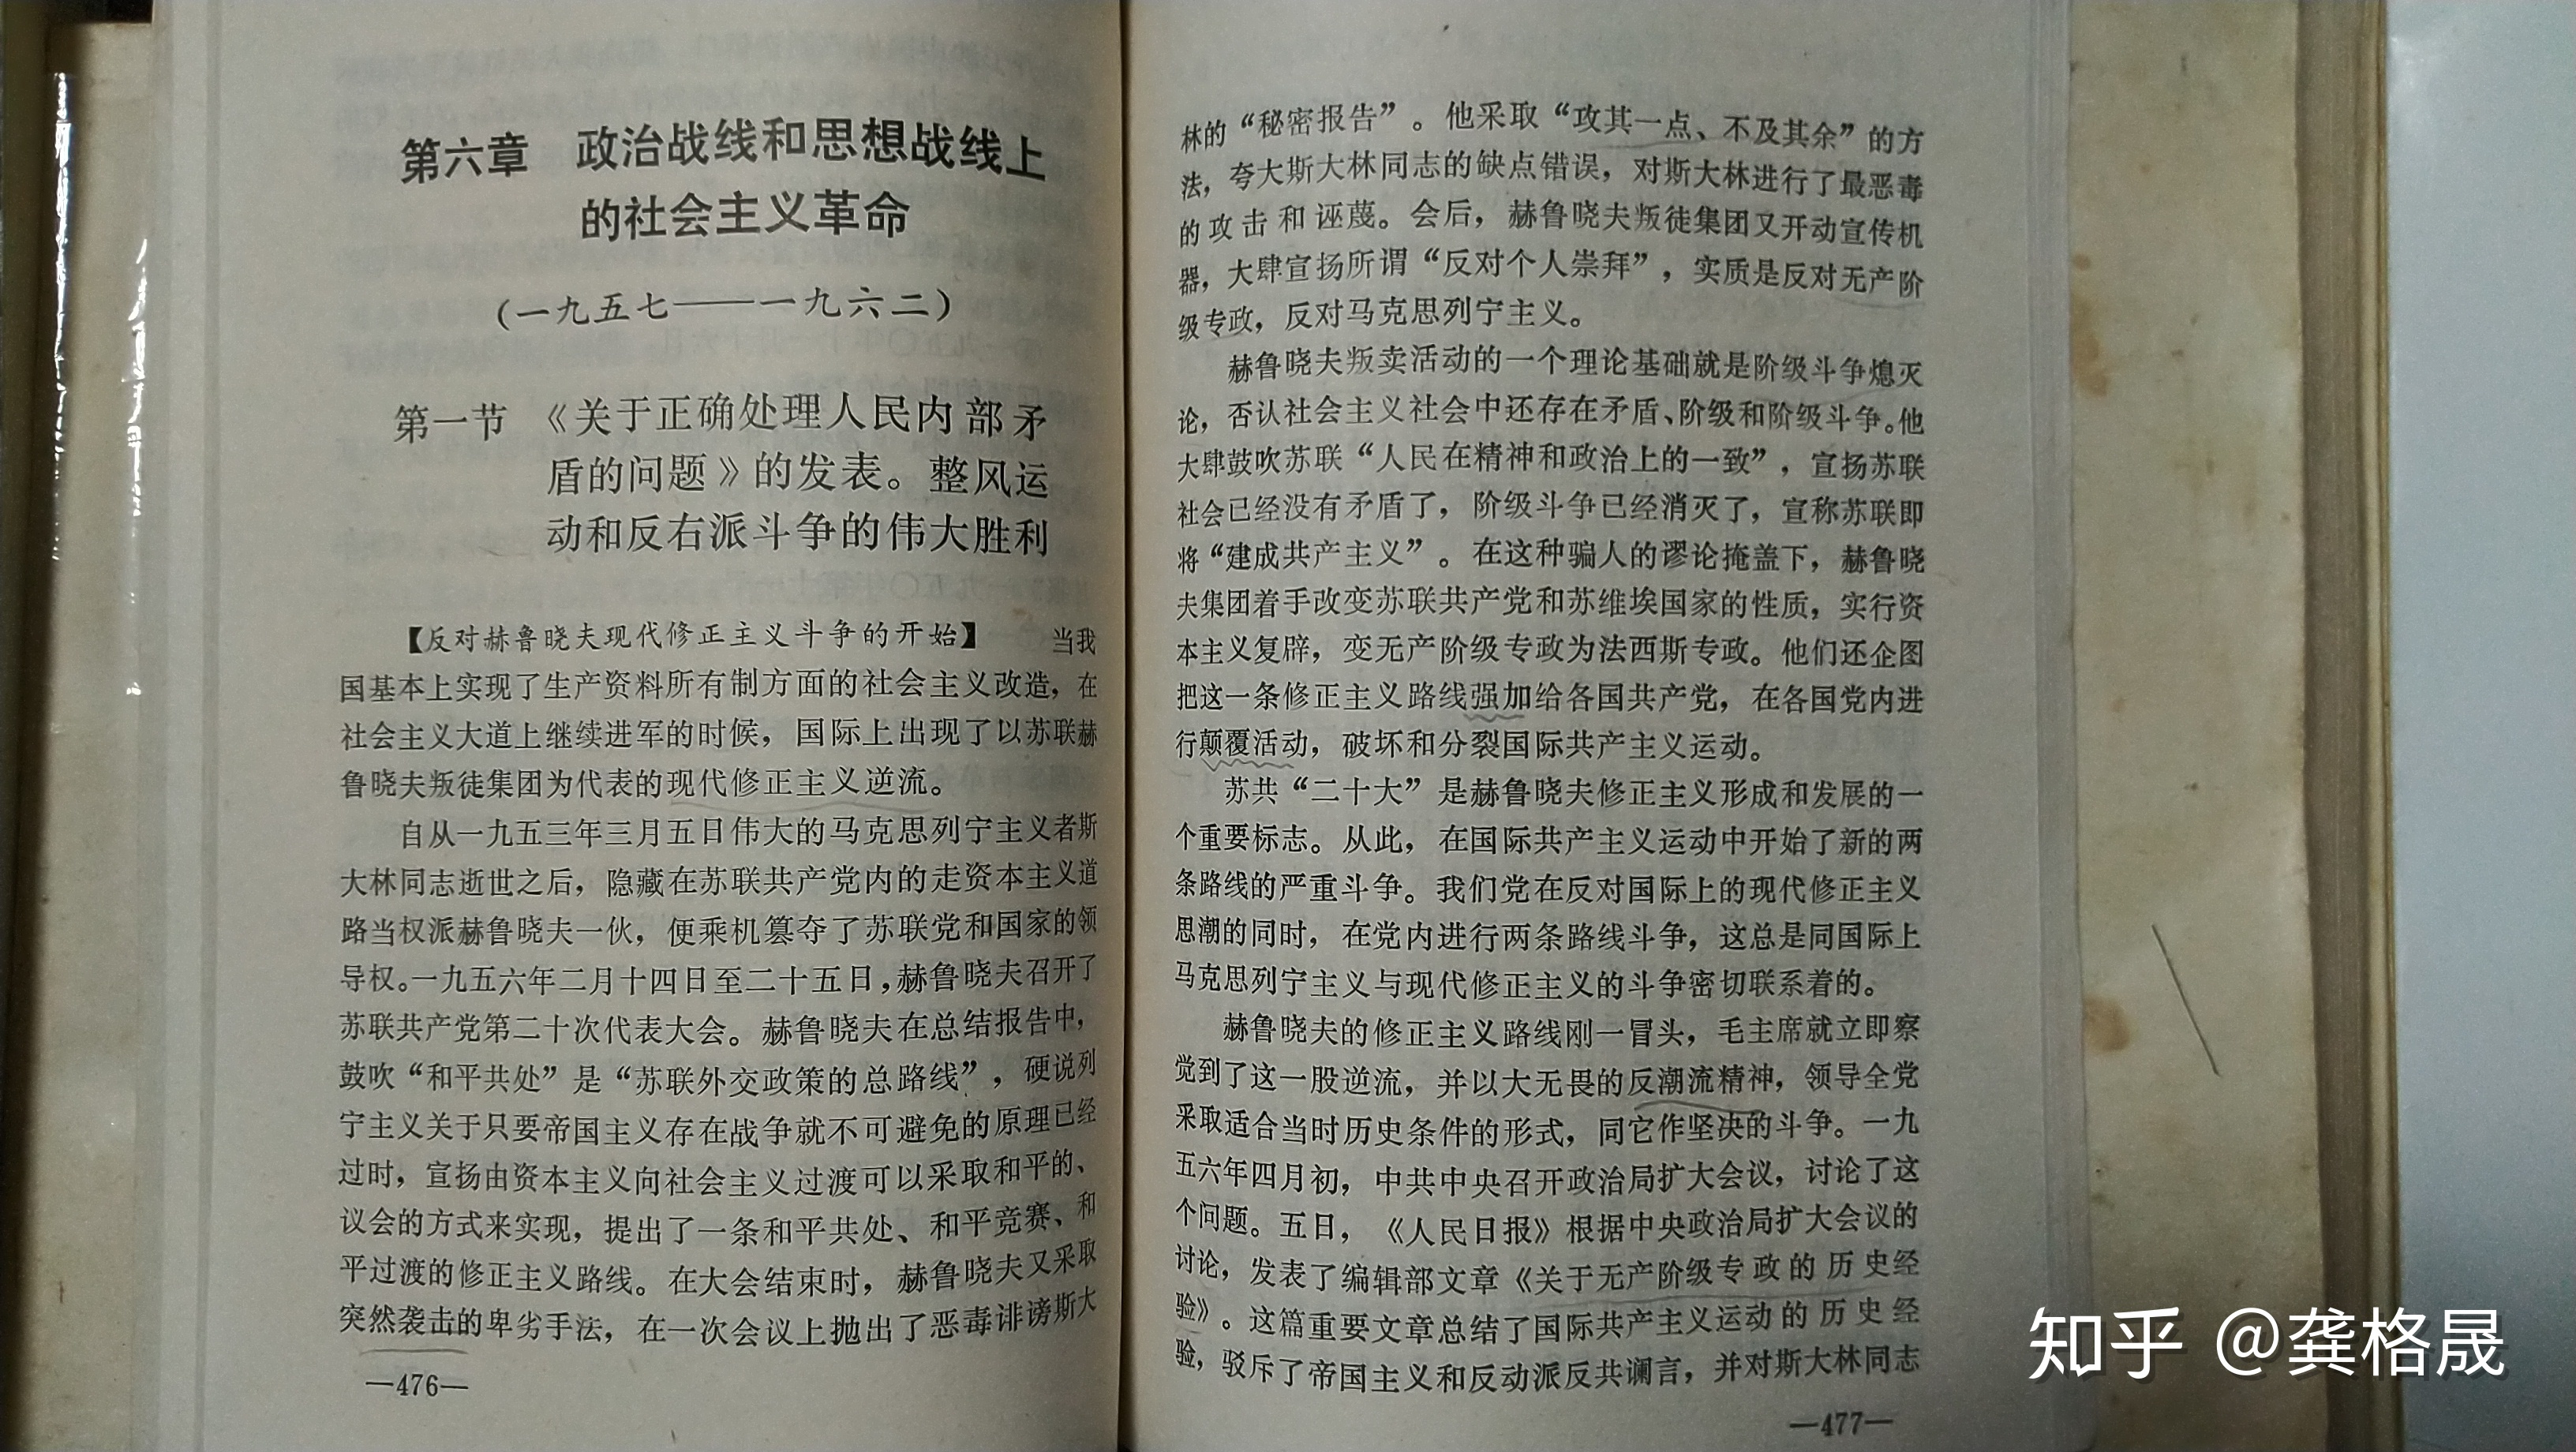 第六章 政治战线和思想战线上
的社会主义革命
(一九五七——一九六二)
第一节 《关于正确处理人民内部矛
盾的问题》的发表。整风运
动和反右派斗争的伟大胜利
【反对赫鲁晓夫现代修正主义斗争的开始】 当我
国基本上实现了生产资料所有制方面的社会主义改造，在
社会主义大道上继续进军的时候，国际上出现了以苏联赫
鲁晓夫叛徒集团为代表的现代修正主义逆流。
自从一九五三年三月五日伟大的马克思列宁主义者斯
大林同志逝世之后，隐藏在苏联共产党内的走资本主义道
路当权派赫鲁晓夫一伙，便乘机篡夺了苏联党和国家的领
导权。一九五六年二月十四日至二十五日，赫鲁晓夫召开了
苏联共产党第二十次代表大会。赫鲁晓夫在总结报告中，
鼓吹“和平共处”是“苏联外交政策的总路线”，硬说列
宁主义关于只要帝国主义存在战争就不可避免的原理已经
过时，宣扬由资本主义向社会主义过渡可以采取和平的、
议会的方式来实现，提出了一条和平共处、和平竞赛、和
平过渡的修正主义路线。在大会结束时，赫鲁晓夫又采取
突然袭击的卑劣手法，在一次会议上抛出了恶毒诽谤斯大
—476—
林的“秘密报告”。他采取“攻其一点、不及其余”的方
法，夸大斯大林同志的缺点错误，对斯大林进行了最恶毒
的攻击和诬蔑。会后，赫鲁晓夫叛徒集团又开动宣传机
器，大肆宣扬所谓“反对个人崇拜”，实质是反对无产阶
级专政，反对马克思列宁主义。
赫鲁晓夫叛卖活动的一个理论基础就是阶级斗争熄灭
论，否认社会主义社会中还存在矛盾、阶级和阶级斗争。他
大肆鼓吹苏联“人民在精神和政治上的一致”，宣扬苏联
社会已经没有矛盾了，阶级斗争已经消灭了，宣称苏联即
将“建成共产主义”。在这种骗人的谬论掩盖下，赫鲁晓
夫集团着手改变苏联共产党和苏维埃国家的性质，实行资
本主义复辟，变无产阶级专政为法西斯专政。他们还企图
把这一条修正主义路线强加给各国共产党，在各国党内进
行颠覆活动，破坏和分裂国际共产主义运动。
苏共“二十大”是赫鲁晓夫修正主义形成和发展的一
个重要标志。从此，在国际共产主义运动中开始了新的两
条路线的严重斗争。我们党在反对国际上的现代修正主义
思潮的同时，在党内进行两条路线斗争，这总是同国际上
马克思列宁主义与现代修正主义的斗争密切联系着的。
赫鲁晓夫的修正主义路线刚一冒头，毛主席就立即察
觉到了这一股逆流，并以大无畏的反潮流精神，领导全党
采取适合当时历史条件的形式，同它作坚决的斗争。一九
五六年四月初，中共中央召开政治局扩大会议，讨论了这
个问题。五日，《人民日报》根据中央政治局扩大会议的
讨论，发表了编辑部文章《关于无产阶级专政的历史经
验》。这篇重要文章总结了国际共产主义运动的历史经
验，驳斥了帝国主义和反动派反共谰言，并对斯大林同志
—477—
知乎 @龚格晟